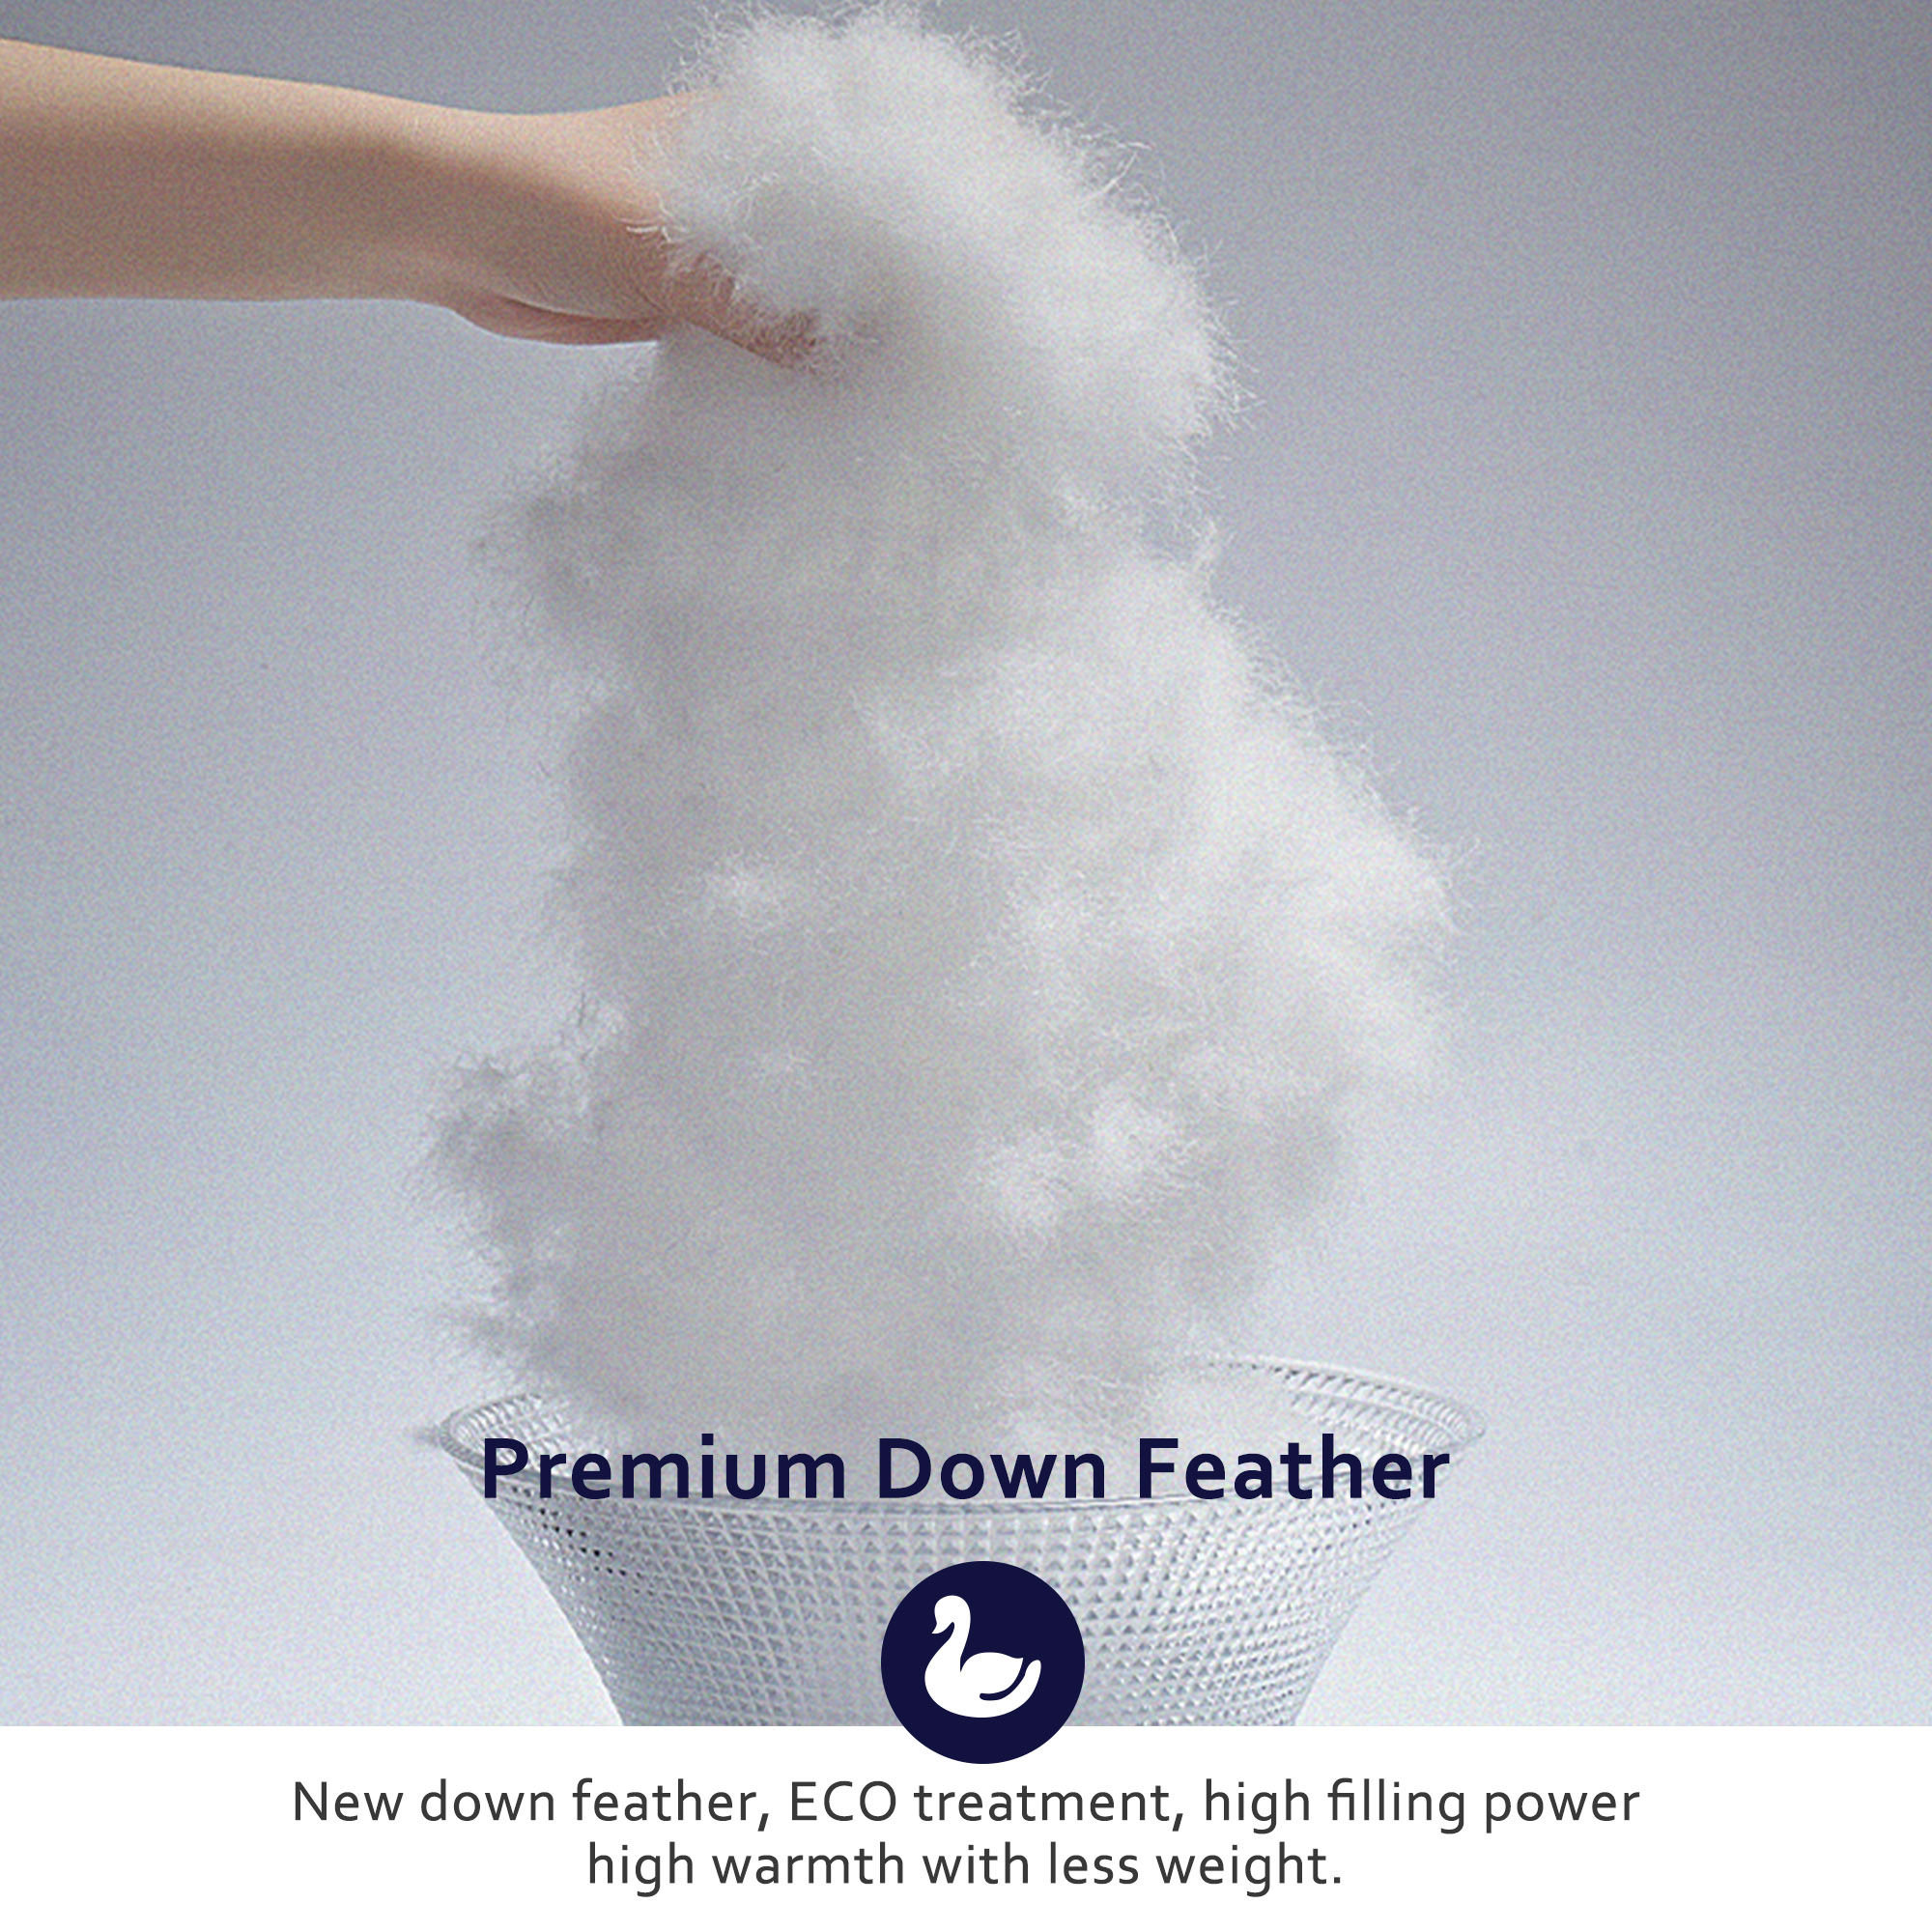 Premium Down Feather
New down feather, ECO treatment, high filling power
high warmth with less weight.